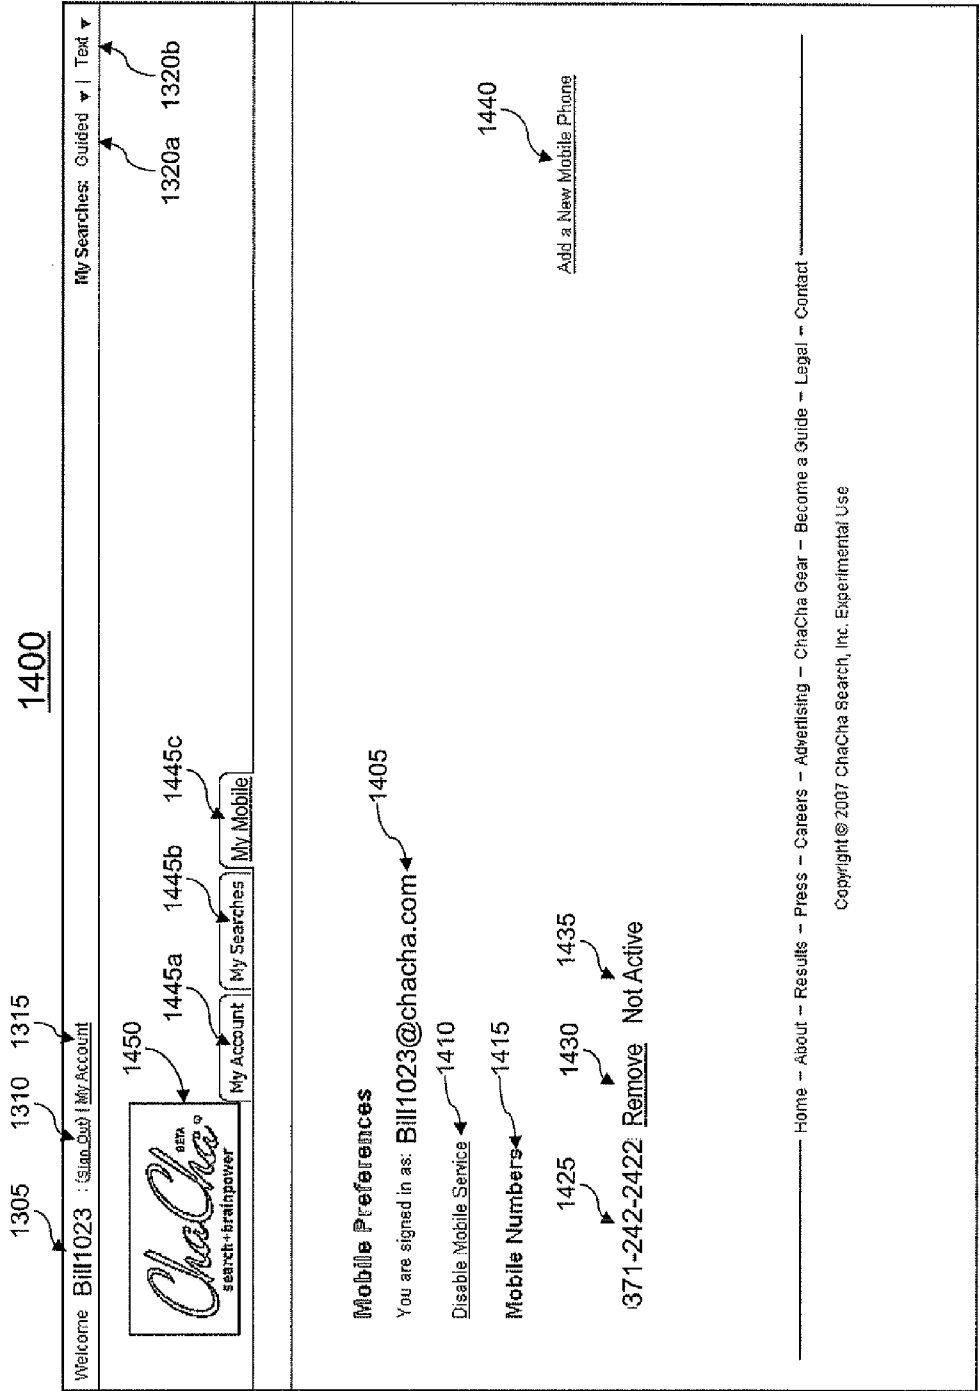 1400
1305 1310 1315 1320a 1320b
Welcome Bill1023 : (Sign Out) | My Account My Searches: Guided ▾ | Text ▾
ChaCha BETA
search+brainpower
1450 1445a 1445b 1445c
My Account My Searches My Mobile
Mobile Preferences
You are signed in as: Bill1023@chacha.com 1405
Disable Mobile Service 1410
Mobile Numbers 1415
1440
Add a New Mobile Phone
1425 1430 1435
371-242-2422 Remove Not Active
Home – About – Results – Press – Careers – Advertising – ChaCha Gear – Become a Guide – Legal – Contact
Copyright © 2007 ChaCha Search, Inc. Experimental Use